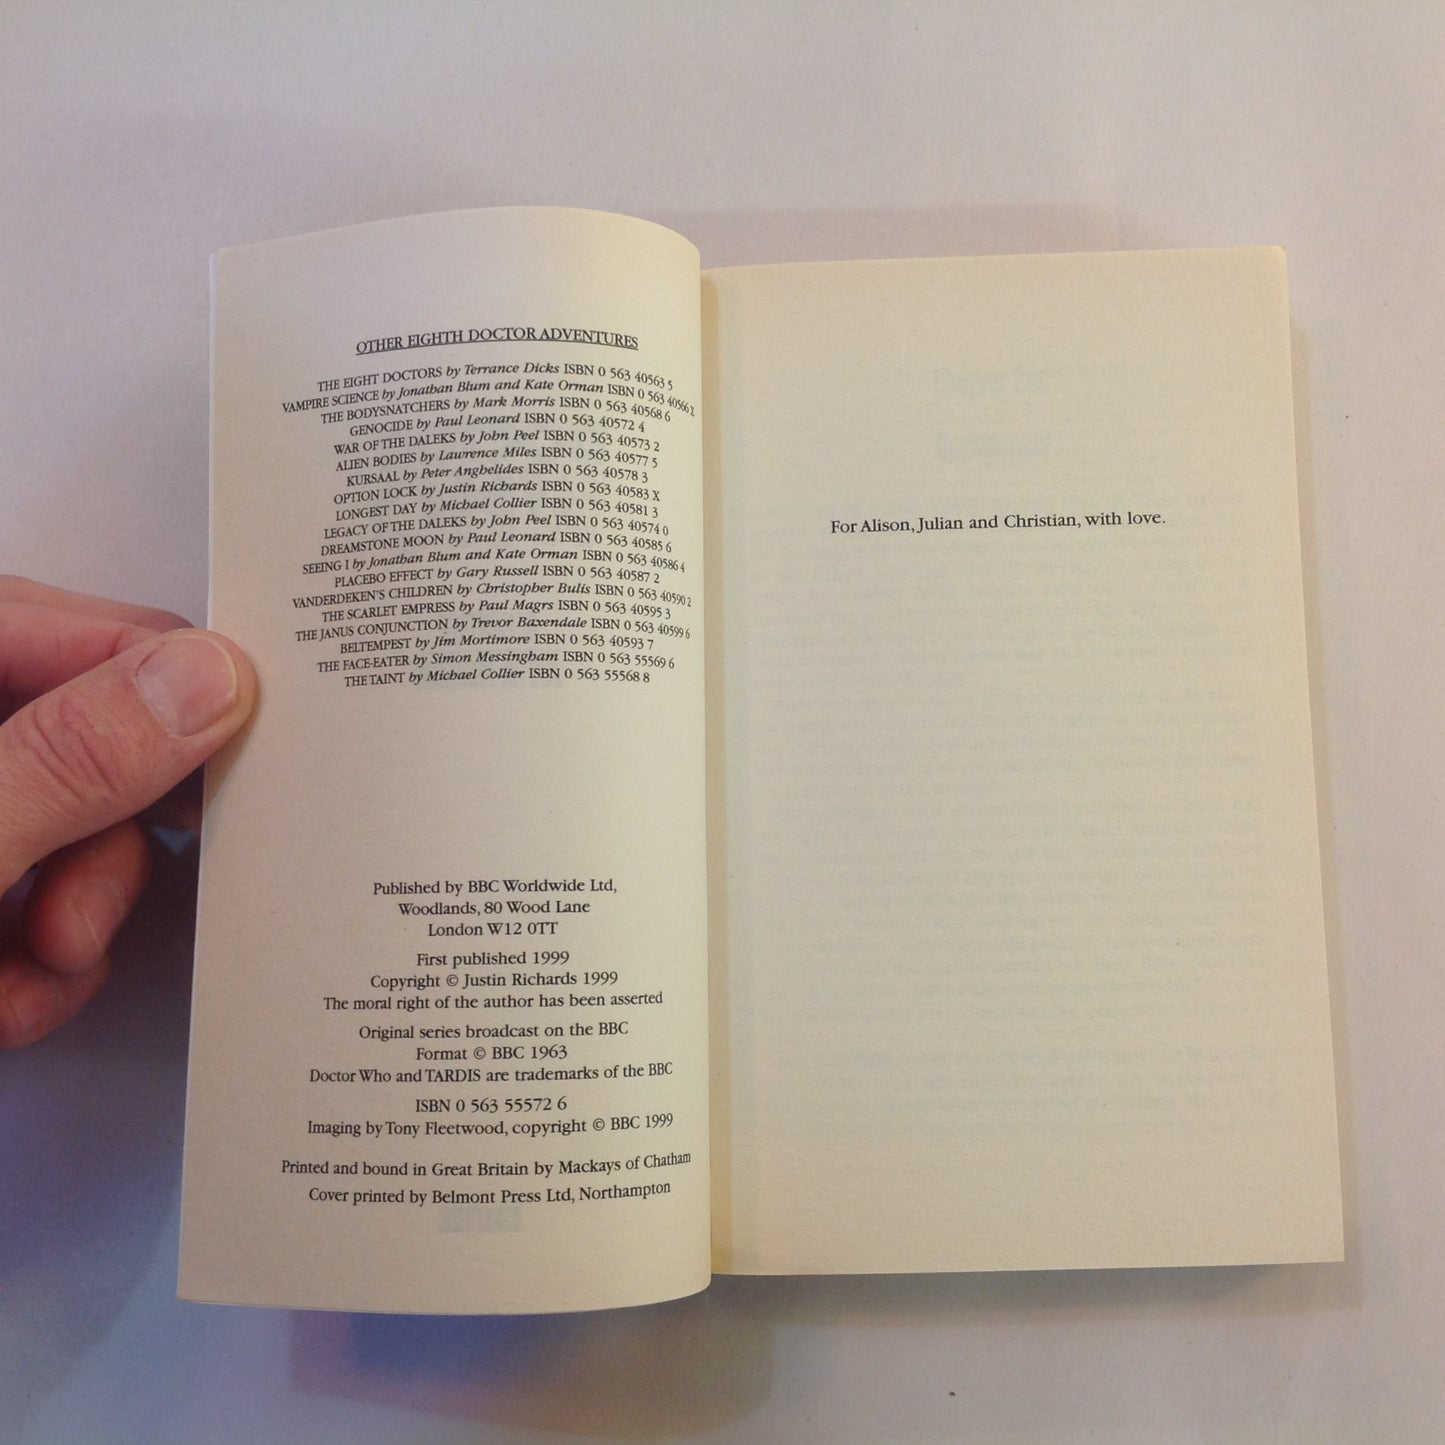 OTHER EIGHTH DOCTOR ADVENTURES
THE EIGHT DOCTORS by Terrance Dicks ISBN 0 563 40563 5
VAMPIRE SCIENCE by Jonathan Blum and Kate Orman ISBN 0 563 40566 X
THE BODYSNATCHERS by Mark Morris ISBN 0 563 40568 6
GENOCIDE by Paul Leonard ISBN 0 563 40572 4
WAR OF THE DALEKS by John Peel ISBN 0 563 40573 2
ALIEN BODIES by Lawrence Miles ISBN 0 563 40577 5
KURSAAL by Peter Anghelides ISBN 0 563 40578 3
OPTION LOCK by Justin Richards ISBN 0 563 40583 X
LONGEST DAY by Michael Collier ISBN 0 563 40581 3
LEGACY OF THE DALEKS by John Peel ISBN 0 563 40574 0
DREAMSTONE MOON by Paul Leonard ISBN 0 563 40585 6
SEEING I by Jonathan Blum and Kate Orman ISBN 0 563 40586 4
PLACEBO EFFECT by Gary Russell ISBN 0 563 40587 2
VANDERDEKEN'S CHILDREN by Christopher Bulis ISBN 0 563 40590 2
THE SCARLET EMPRESS by Paul Magrs ISBN 0 563 40595 3
THE JANUS CONJUNCTION by Trevor Baxendale ISBN 0 563 40599 6
BELTEMPEST by Jim Mortimore ISBN 0 563 40593 7
THE FACE-EATER by Simon Messingham ISBN 0 563 55569 6
THE TAINT by Michael Collier ISBN 0 563 55568 8
Published by BBC Worldwide Ltd,
Woodlands, 80 Wood Lane
London W12 0TT
First published 1999
Copyright © Justin Richards 1999
The moral right of the author has been asserted
Original series broadcast on the BBC
Format © BBC 1963
Doctor Who and TARDIS are trademarks of the BBC
ISBN 0 563 55572 6
Imaging by Tony Fleetwood, copyright © BBC 1999
Printed and bound in Great Britain by Mackays of Chatham
Cover printed by Belmont Press Ltd, Northampton
For Alison, Julian and Christian, with love.